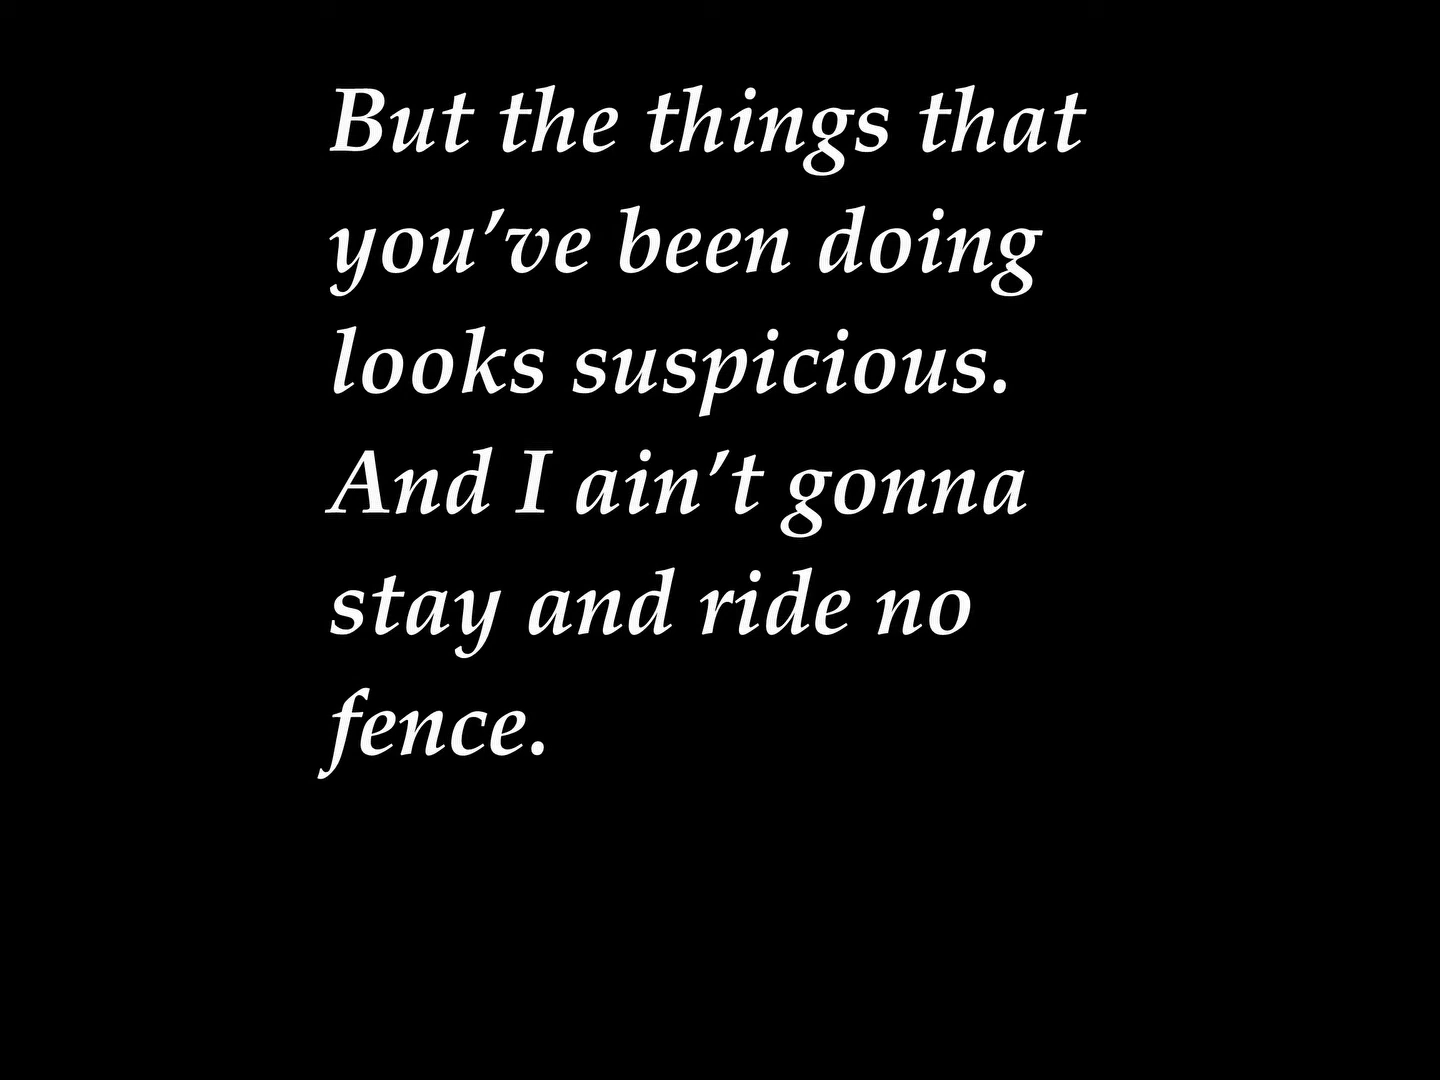 But the things that
you’ve been doing
looks suspicious.
And I ain’t gonna
stay and ride no
fence.